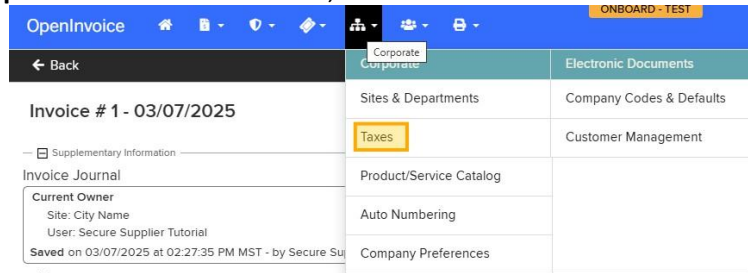 OpenInvoice
ONBOARD - TEST
Corporate
Back
Corporate
Electronic Documents
Invoice # 1 - 03/07/2025
Sites & Departments
Company Codes & Defaults
Supplementary Information
Taxes
Customer Management
Invoice Journal
Product/Service Catalog
Current Owner
Site: City Name
Auto Numbering
User: Secure Supplier Tutorial
Saved on 03/07/2025 at 02:27:35 PM MST - by Secure Su
Company Preferences